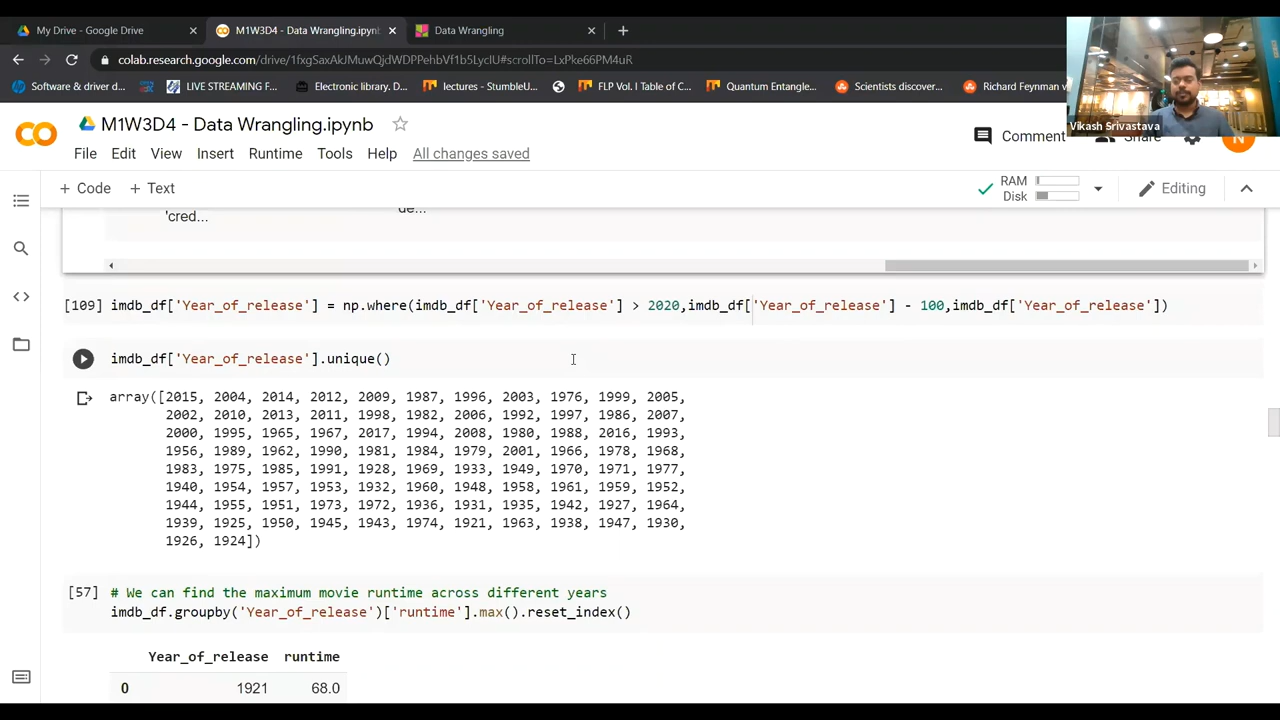 My Drive - Google Drive
M1W3D4 - Data Wrangling.ipynb
Data Wrangling
colab.research.google.com/drive/1fxgSaxAkJMuwQjdWDPPehbVf1b5LycIU#scrollTo=LxPke66PM4uR
Software & driver d...
LIVE STREAMING F...
Electronic library. D...
lectures - StumbleU...
FLP Vol. I Table of C...
Quantum Entangle...
Scientists discover...
Richard Feynman w
Vikash Srivastava
M1W3D4 - Data Wrangling.ipynb
Comment
Share
N
File Edit View Insert Runtime Tools Help All changes saved
+ Code + Text
RAM
Disk
Editing
'cred... de...
[109] imdb_df['Year_of_release'] = np.where(imdb_df['Year_of_release'] > 2020,imdb_df['Year_of_release'] - 100,imdb_df['Year_of_release'])
imdb_df['Year_of_release'].unique()
array([2015, 2004, 2014, 2012, 2009, 1987, 1996, 2003, 1976, 1999, 2005,
2002, 2010, 2013, 2011, 1998, 1982, 2006, 1992, 1997, 1986, 2007,
2000, 1995, 1965, 1967, 2017, 1994, 2008, 1980, 1988, 2016, 1993,
1956, 1989, 1962, 1990, 1981, 1984, 1979, 2001, 1966, 1978, 1968,
1983, 1975, 1985, 1991, 1928, 1969, 1933, 1949, 1970, 1971, 1977,
1940, 1954, 1957, 1953, 1932, 1960, 1948, 1958, 1961, 1959, 1952,
1944, 1955, 1951, 1973, 1972, 1936, 1931, 1935, 1942, 1927, 1964,
1939, 1925, 1950, 1945, 1943, 1974, 1921, 1963, 1938, 1947, 1930,
1926, 1924])
[57] # We can find the maximum movie runtime across different years
imdb_df.groupby('Year_of_release')['runtime'].max().reset_index()
Year_of_release runtime
0 1921 68.0